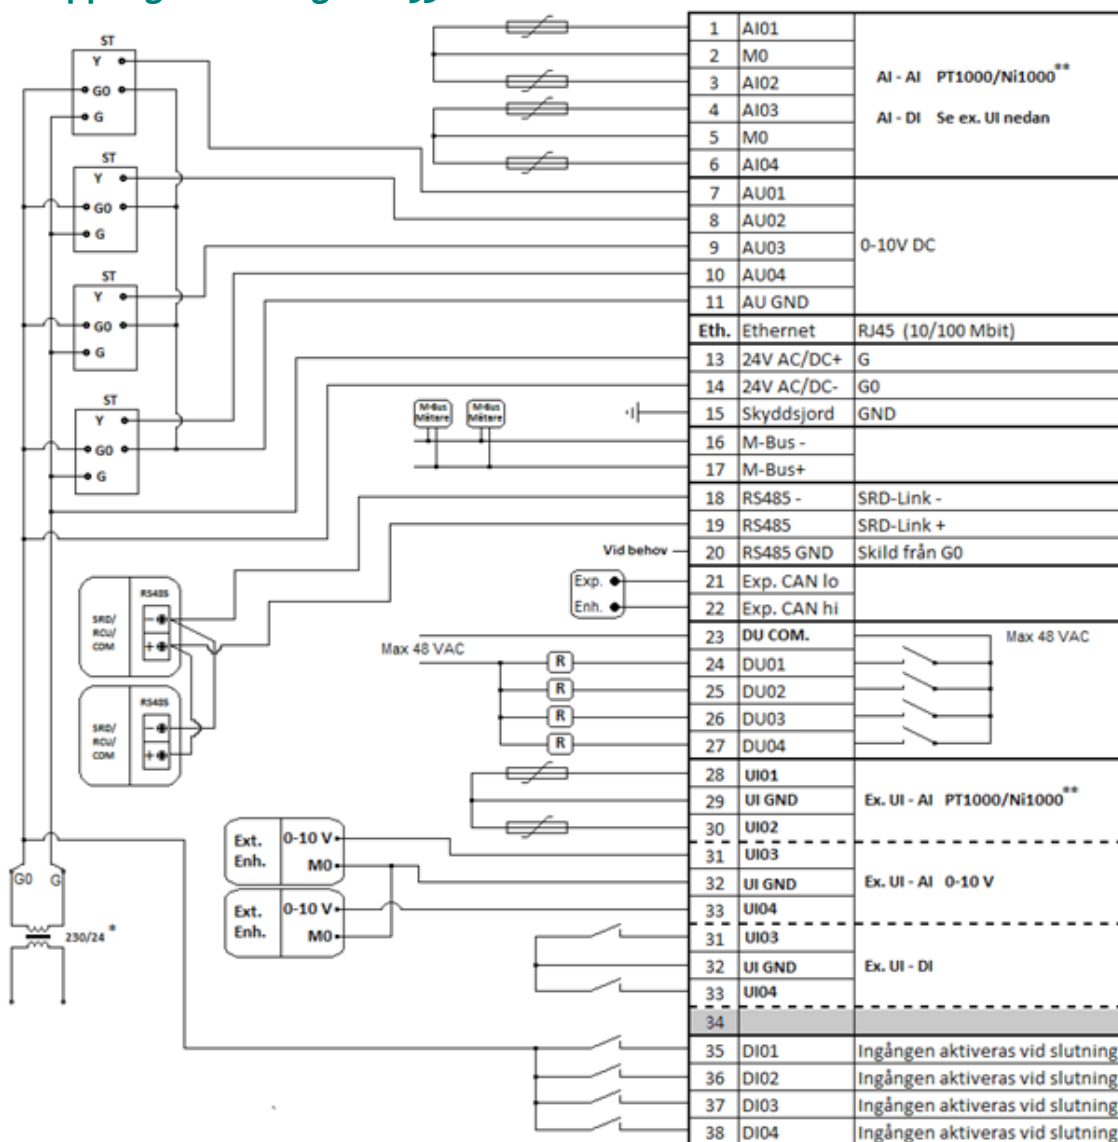 ST
Y
G0
G
ST
Y
G0
G
ST
Y
G0
G
ST
Y
G0
G
M-Bus Mätare
M-Bus Mätare
Vid behov
Exp.
Enh.
SRD/
RCU/
COM
RS485
-
+
SRD/
RCU/
COM
RS485
-
+
Max 48 VAC
R
R
R
R
Ext.
Enh.
0-10 V
M0
Ext.
Enh.
0-10 V
M0
G0
G
230/24 *
1 AI01
2 M0
3 AI02
4 AI03
5 M0
6 AI04
AI - AI PT1000/Ni1000**
AI - DI Se ex. UI nedan
7 AU01
8 AU02
9 AU03
10 AU04
11 AU GND
0-10V DC
Eth. Ethernet RJ45 (10/100 Mbit)
13 24V AC/DC+ G
14 24V AC/DC- G0
15 Skyddsjord GND
16 M-Bus -
17 M-Bus+
18 RS485 - SRD-Link -
19 RS485 SRD-Link +
20 RS485 GND Skild från G0
21 Exp. CAN lo
22 Exp. CAN hi
23 DU COM. Max 48 VAC
24 DU01
25 DU02
26 DU03
27 DU04
28 UI01
29 UI GND Ex. UI - AI PT1000/Ni1000**
30 UI02
31 UI03
32 UI GND Ex. UI - AI 0-10 V
33 UI04
31 UI03
32 UI GND Ex. UI - DI
33 UI04
34
35 DI01 Ingången aktiveras vid slutning
36 DI02 Ingången aktiveras vid slutning
37 DI03 Ingången aktiveras vid slutning
38 DI04 Ingången aktiveras vid slutning